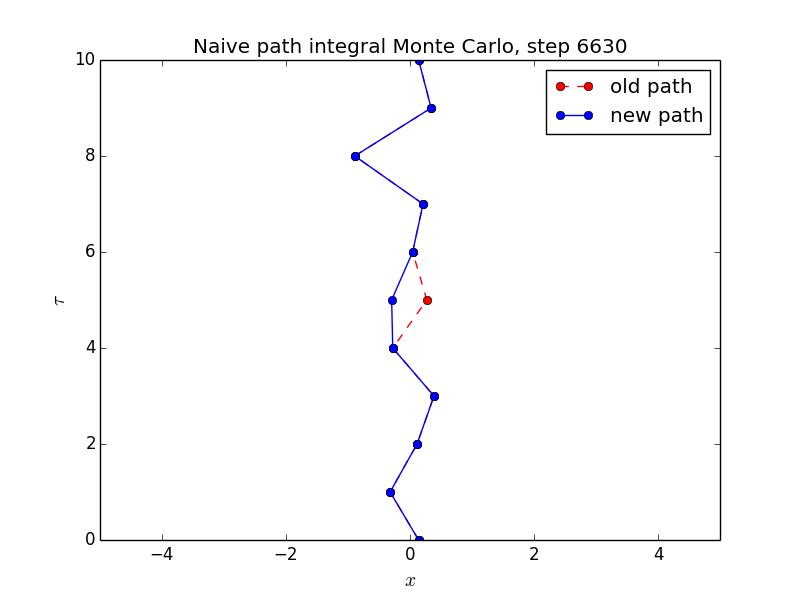 Naive path integral Monte Carlo, step 6630
old path
new path
10
8
6
4
2
0
τ
−4 −2 0 2 4
x